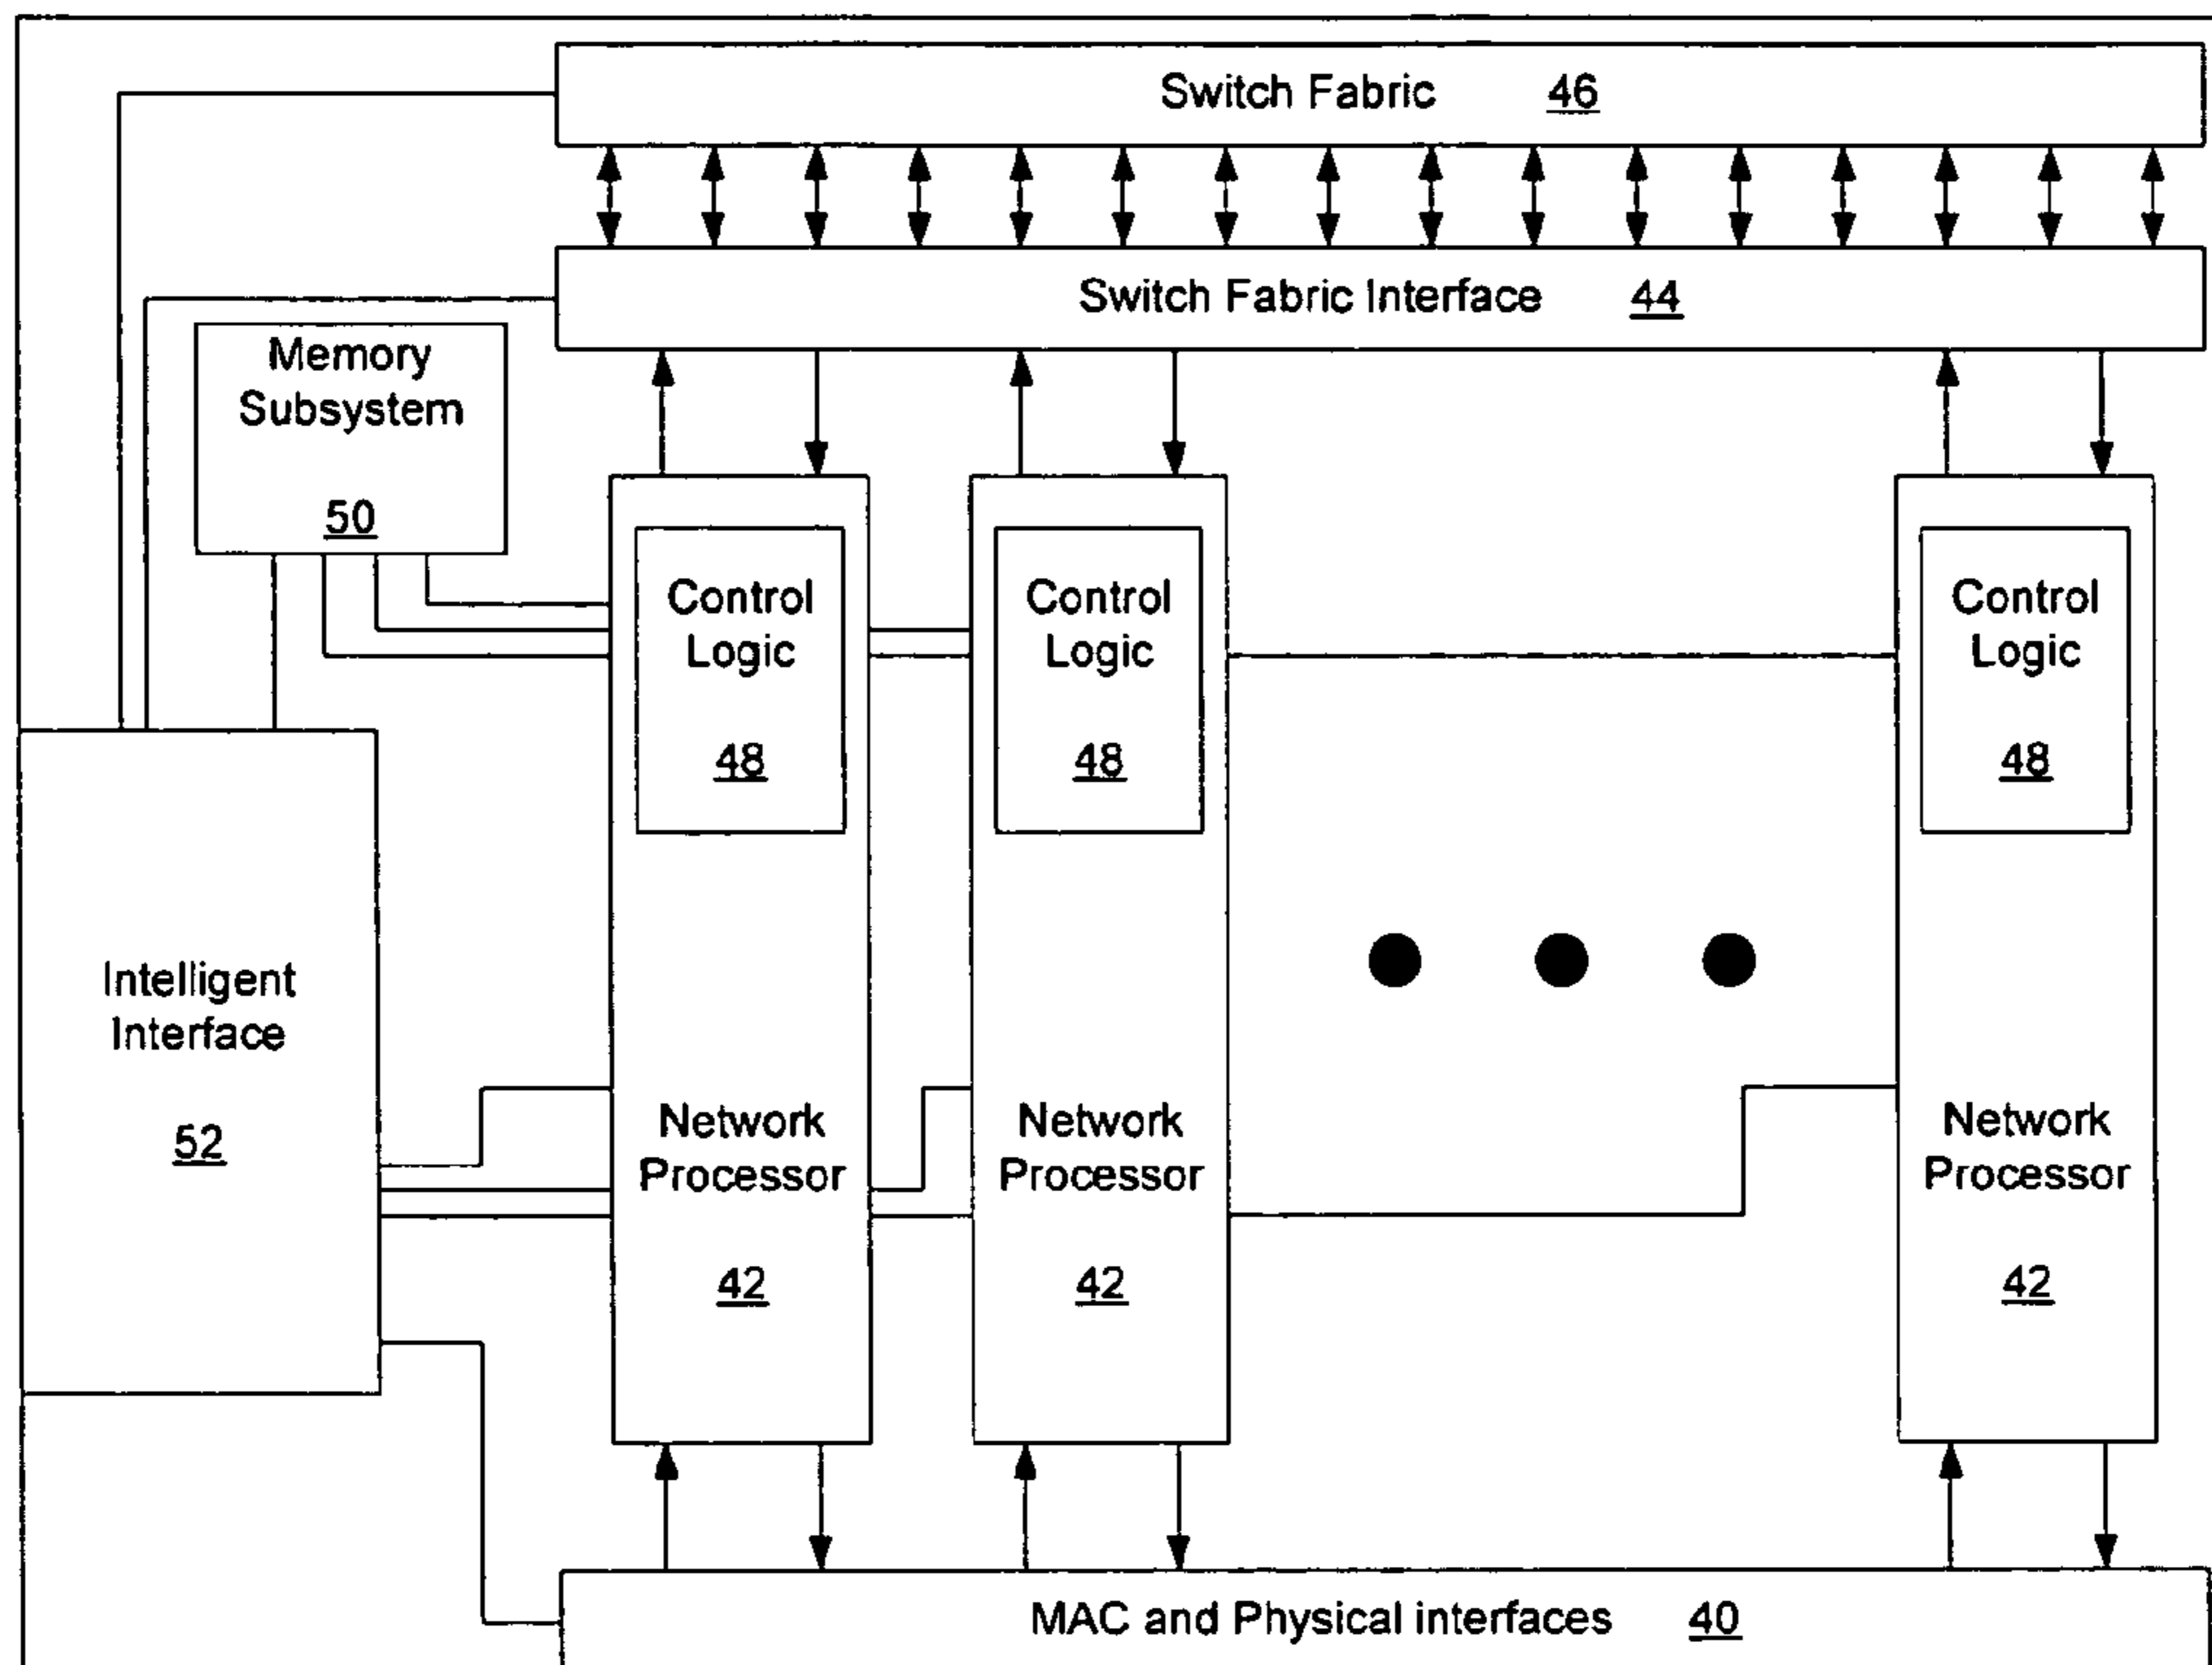 Switch Fabric 46
Switch Fabric Interface 44
Memory
Subsystem
50
Control
Logic
48
Control
Logic
48
Control
Logic
48
Intelligent
Interface
52
Network
Processor
42
Network
Processor
42
Network
Processor
42
MAC and Physical interfaces 40